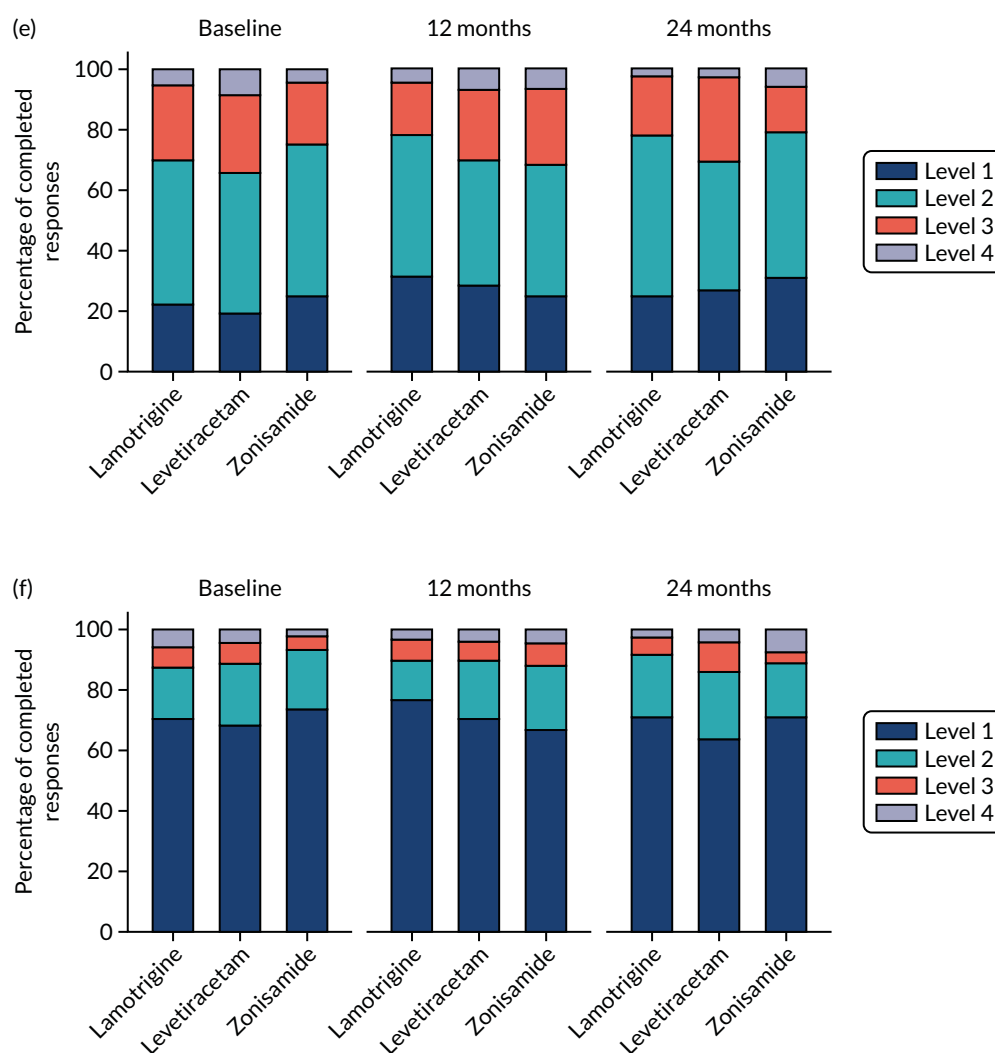 (e)
Baseline
12 months
24 months
Percentage of completed
responses
100
80
60
40
20
0
Lamotrigine
Levetiracetam
Zonisamide
Lamotrigine
Levetiracetam
Zonisamide
Lamotrigine
Levetiracetam
Zonisamide
Level 1
Level 2
Level 3
Level 4
(f)
Baseline
12 months
24 months
Percentage of completed
responses
100
80
60
40
20
0
Lamotrigine
Levetiracetam
Zonisamide
Lamotrigine
Levetiracetam
Zonisamide
Lamotrigine
Levetiracetam
Zonisamide
Level 1
Level 2
Level 3
Level 4